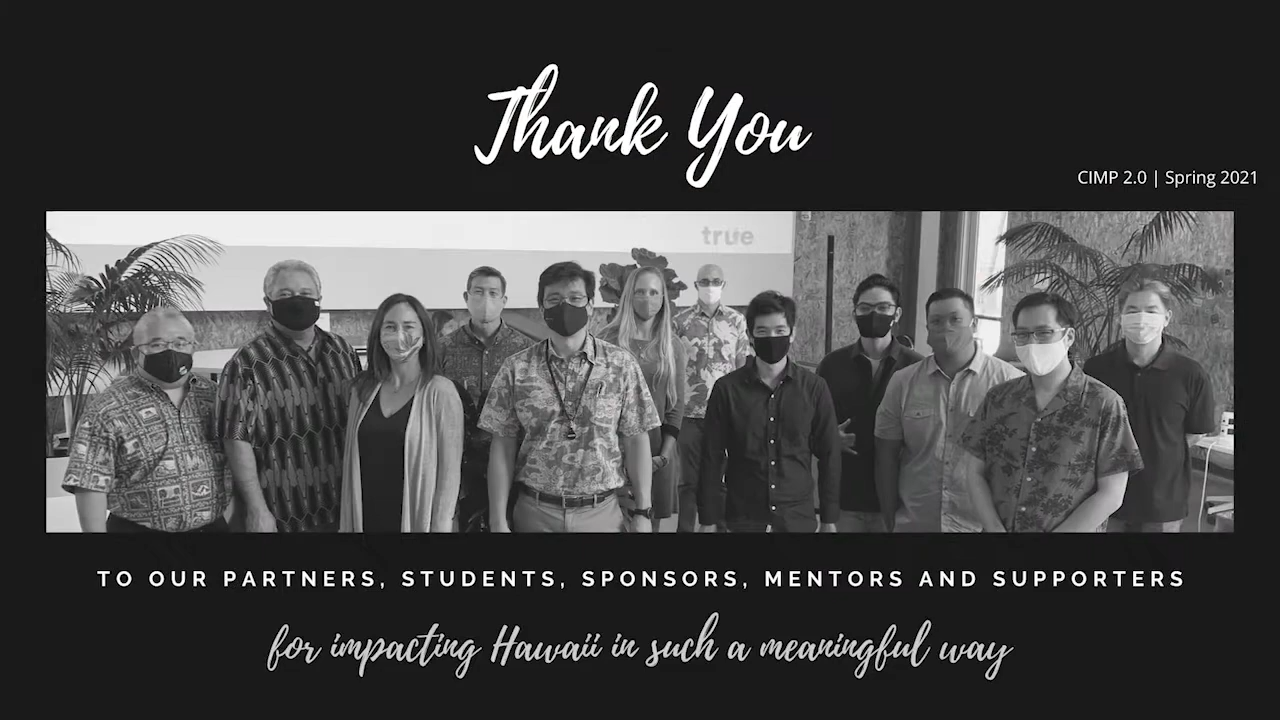 Thank You
CIMP 2.0 | Spring 2021
true
TO OUR PARTNERS, STUDENTS, SPONSORS, MENTORS AND SUPPORTERS
for impacting Hawaii in such a meaningful way